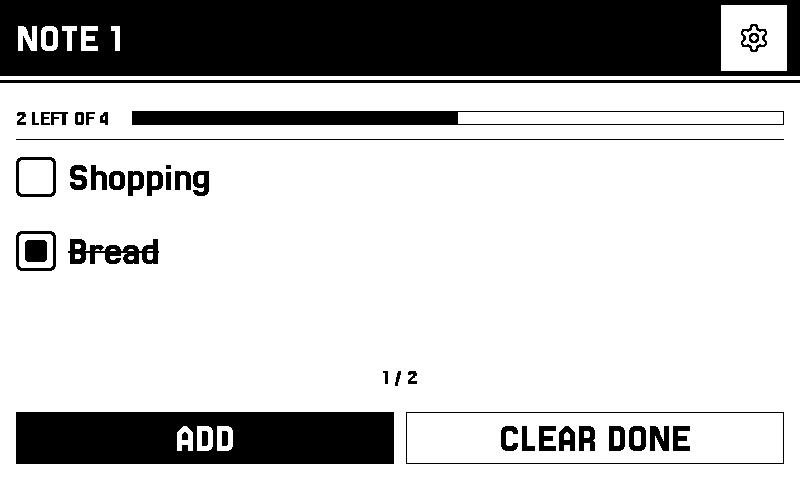 NOTE 1
2 LEFT OF 4
Shopping
Bread
1 / 2
ADD
CLEAR DONE